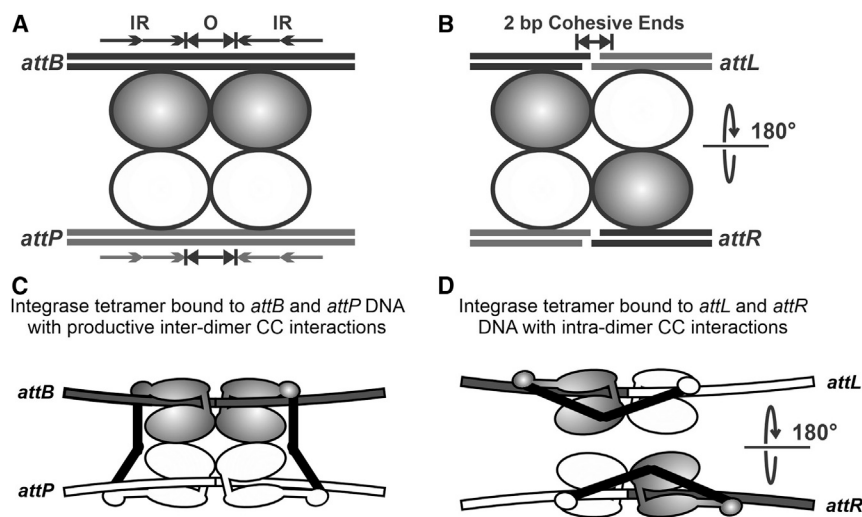 A
IR O IR
attB
attP
B
2 bp Cohesive Ends
attL
180°
attR
C
Integrase tetramer bound to attB and attP DNA
with productive inter-dimer CC interactions
attB
attP
D
Integrase tetramer bound to attL and attR
DNA with intra-dimer CC interactions
attL
180°
attR